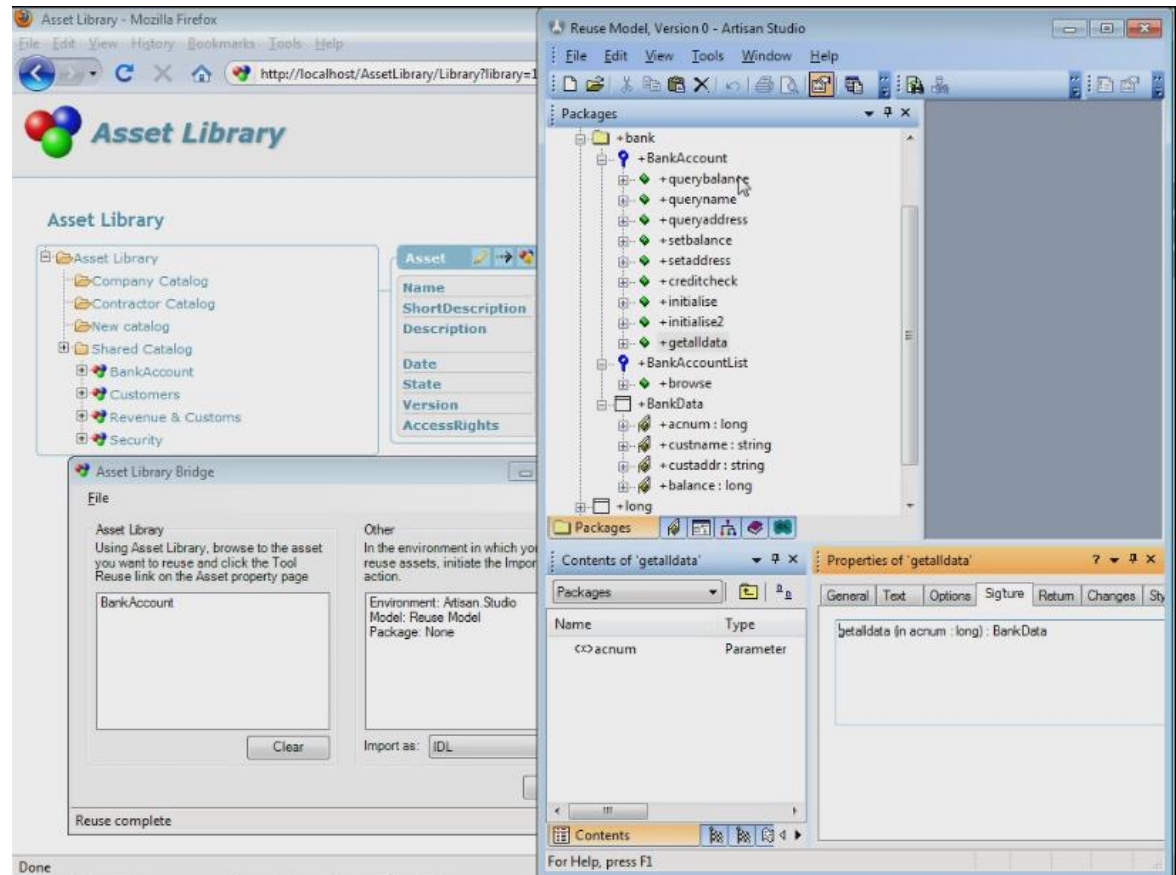 Asset Library - Mozilla Firefox
File Edit View History Bookmarks Tools Help
http://localhost/AssetLibrary/Library?library=1
Asset Library
Asset Library
Asset Library
Company Catalog
Contractor Catalog
New catalog
Shared Catalog
BankAccount
Customers
Revenue & Customs
Security
Asset
Name
ShortDescription
Description
Date
State
Version
AccessRights
Asset Library Bridge
File
Asset Library
Using Asset Library, browse to the asset
you want to reuse and click the Tool
Reuse link on the Asset property page
BankAccount
Clear
Other
In the environment in which yo
reuse assets, initiate the Impor
action.
Environment: Artisan.Studio
Model: Reuse Model
Package: None
Import as: IDL
Reuse complete
Done
Reuse Model, Version 0 - Artisan Studio
File Edit View Tools Window Help
Packages
+bank
+BankAccount
+querybalance
+queryname
+queryaddress
+setbalance
+setaddress
+creditcheck
+initialise
+initialise2
+getalldata
+BankAccountList
+browse
+BankData
+acnum : long
+custname : string
+custaddr : string
+balance : long
+long
Packages
Contents of 'getalldata'
Packages
Name Type
acnum Parameter
Contents
Properties of 'getalldata'
General Text Options Sig'ture Return Changes Sty
getalldata (in acnum : long) : BankData
For Help, press F1